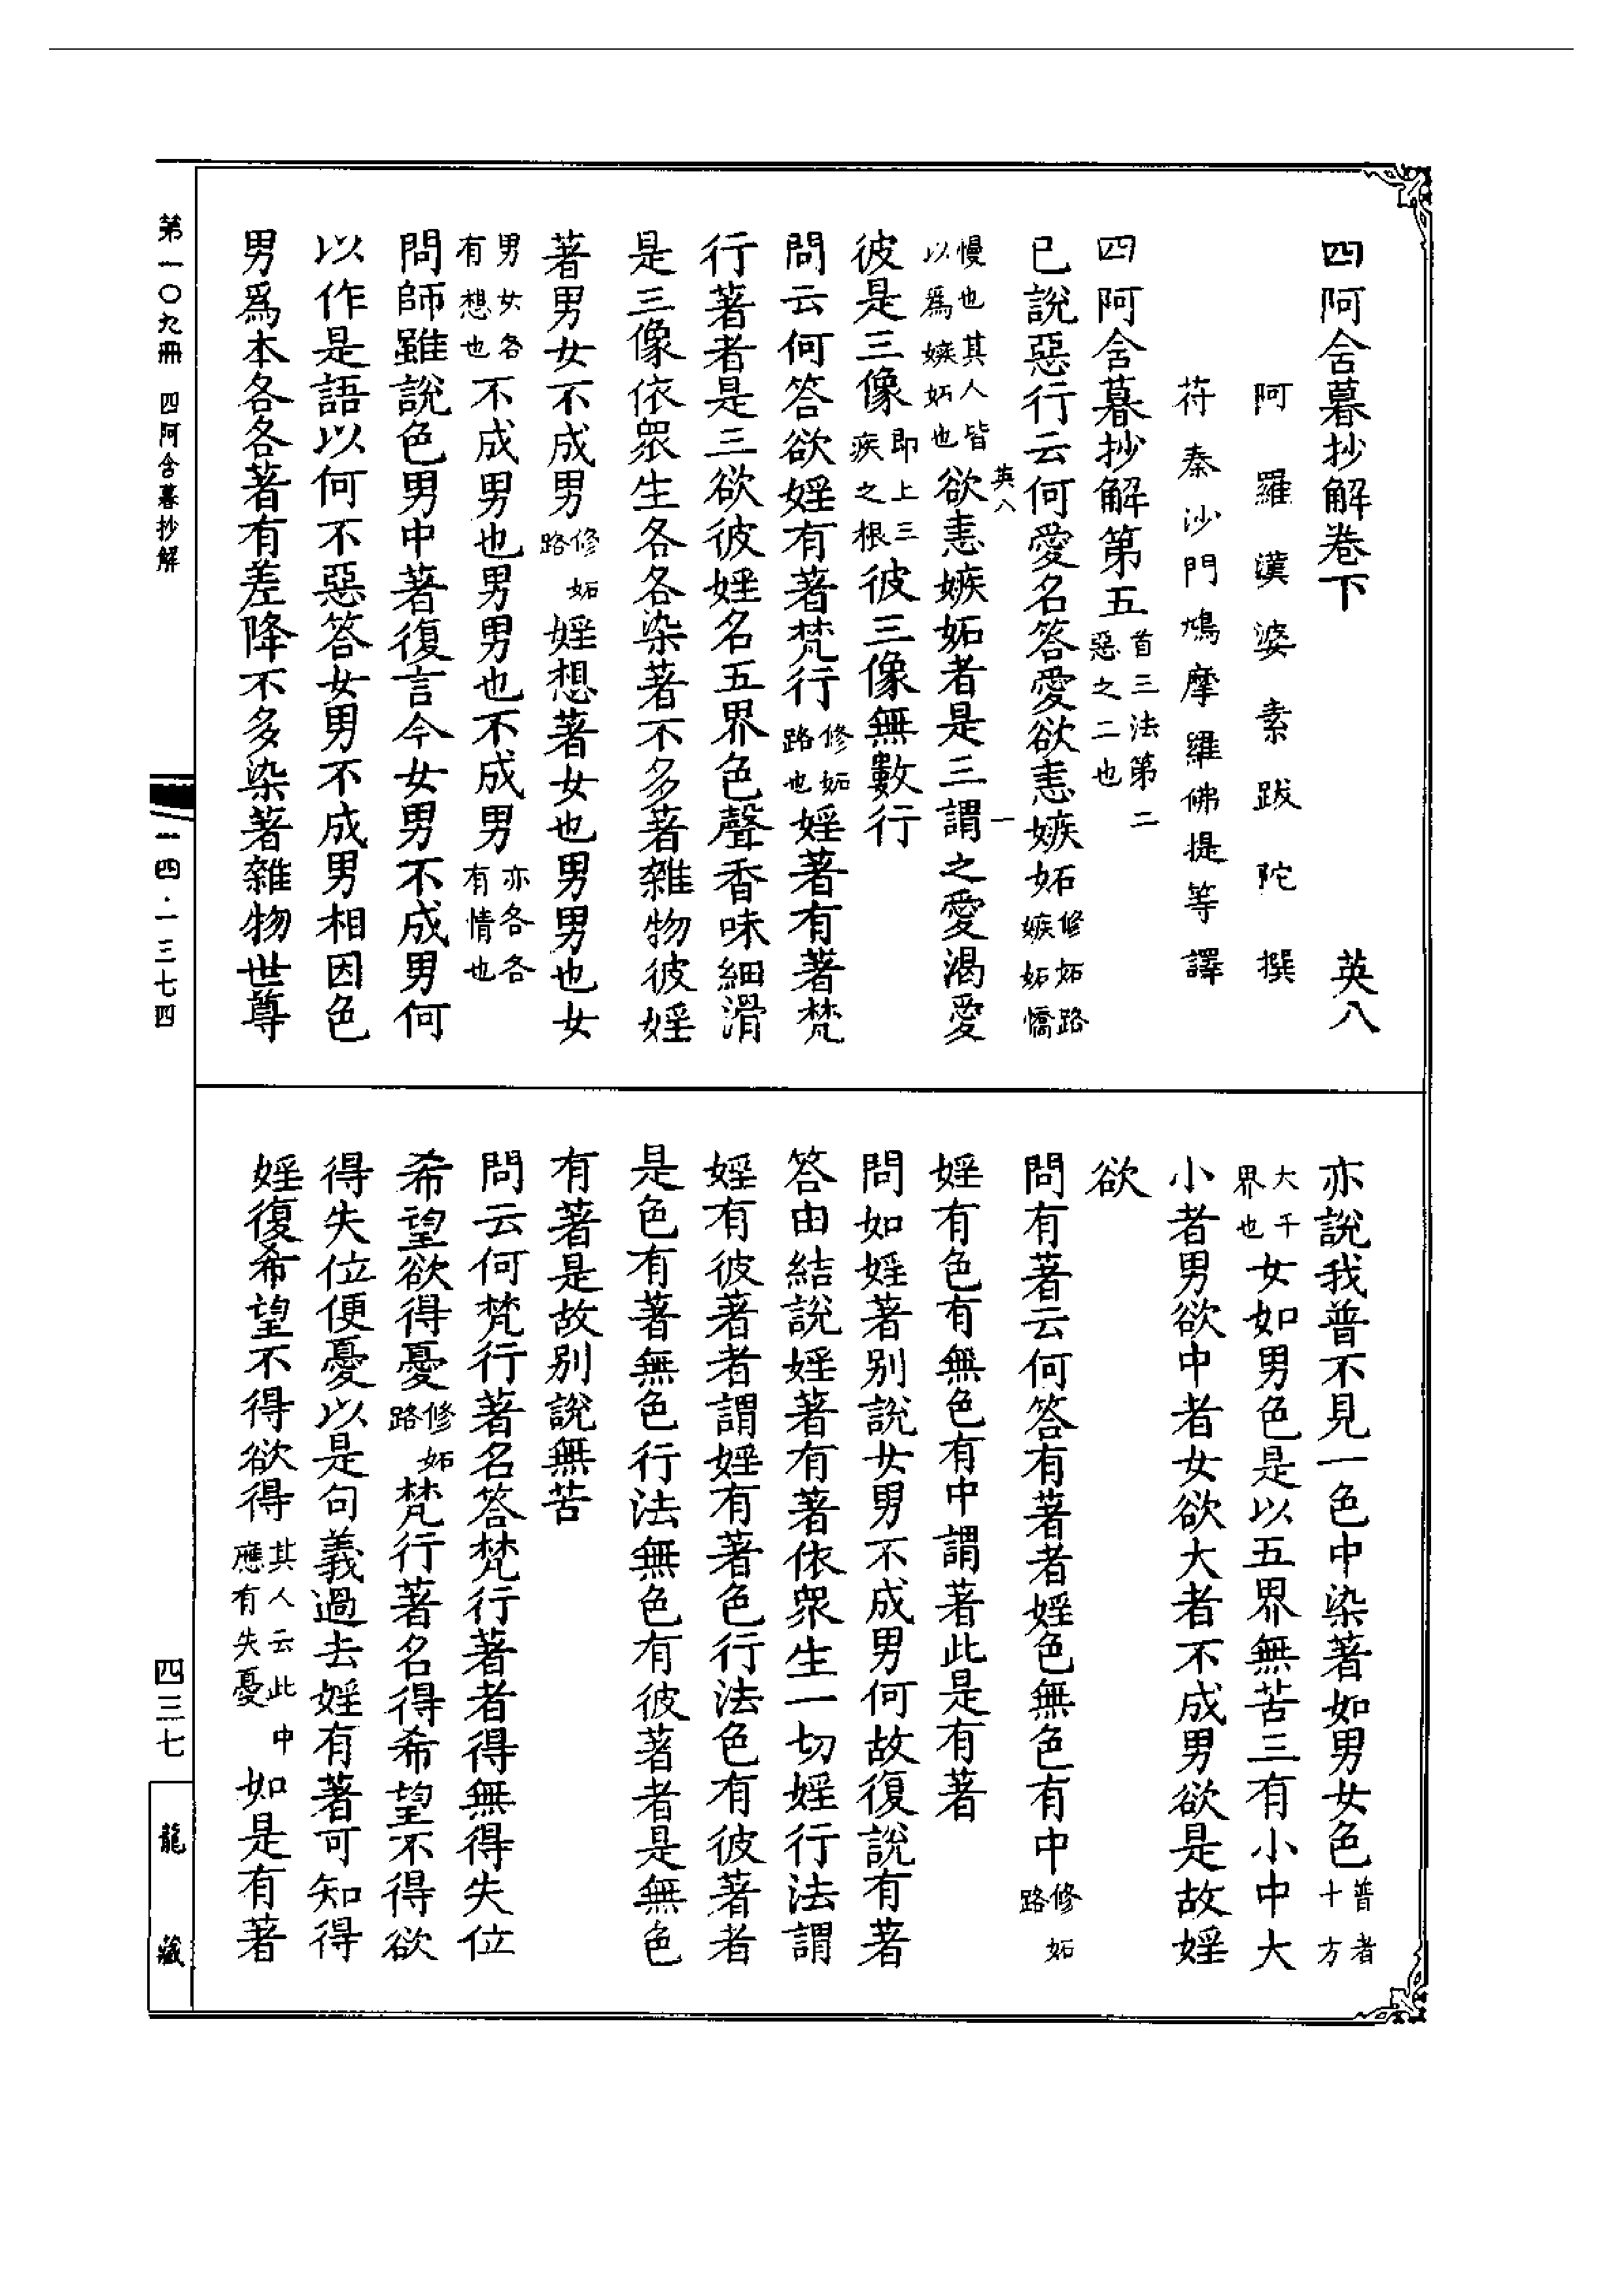 四阿含暮抄解卷下　英八
阿羅漢婆素跋陀撰
苻秦沙門鳩摩羅佛提等譯
四阿含暮抄解第五首三法第二惡之二也
已說惡行云何愛名答愛欲恚嫉妬修妬路嫉妬憍
英八　一
慢也其人皆以爲嫉妬也欲恚嫉妬者是三謂之愛渴愛
彼是三像即上三疾之根彼三像無數行
問云何答欲婬有著梵行修妬路也婬著有著梵
行著者是三欲彼婬名五界色聲香味細滑
是三像依衆生各各染著不多著雜物彼婬
著男女不成男修妬路婬想著女也男男也女
男女各有想也不成男也男男也不成男亦各各有情也
問師雖說色男中著復言今女男不成男何
以作是語以何不惡答女男不成男相因色
男爲本各各著有差降不多染著雜物世尊
亦說我普不見一色中染著如男女色普者十方
大千界也女如男色是以五界無苦三有小中大
小者男欲中者女欲大者不成男欲是故婬
欲
問有著云何答有著者婬色無色有中修妬路
婬有色有無色有中謂著此是有著
問如婬著別說女男不成男何故復說有著
答由結說婬著有著依衆生一切婬行法謂
婬有彼著者謂婬有著色行法色有彼著者
是色有著無色行法無色有彼著者是無色
有著是故別說無苦
問云何梵行著名答梵行著者得無得失位
希望欲得憂修妬路梵行著名得希望不得欲
得失位便憂以是句義過去婬有著可知得
婬復希望不得欲得其人云此中應有失憂如是有著
第一〇九冊　四阿含暮抄解
一四·一三七四
四三七
龍藏